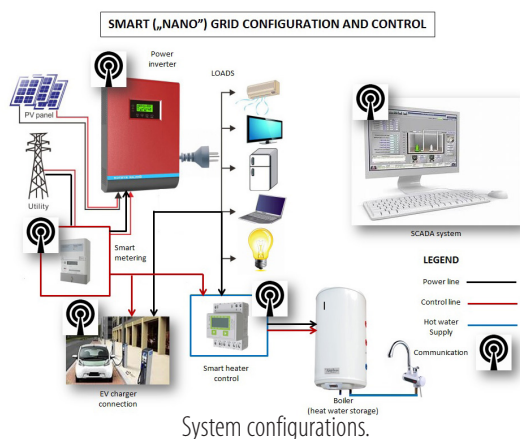 SMART („NANO”) GRID CONFIGURATION AND CONTROL
Power
inverter
LOADS
PV panel
Utility
Smart
metering
SCADA system
LEGEND
Power line
Control line
Hot water
Supply
Communication
EV charger
connection
Smart heater
control
Boiler
(heat water storage)
System configurations.